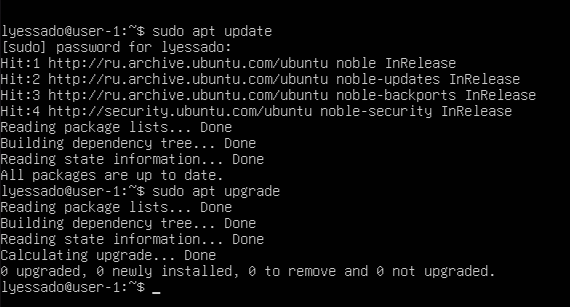 lyessado@user-1:~$ sudo apt update
[sudo] password for lyessado:
Hit:1 http://ru.archive.ubuntu.com/ubuntu noble InRelease
Hit:2 http://ru.archive.ubuntu.com/ubuntu noble-updates InRelease
Hit:3 http://ru.archive.ubuntu.com/ubuntu noble-backports InRelease
Hit:4 http://security.ubuntu.com/ubuntu noble-security InRelease
Reading package lists... Done
Building dependency tree... Done
Reading state information... Done
All packages are up to date.
lyessado@user-1:~$ sudo apt upgrade
Reading package lists... Done
Building dependency tree... Done
Reading state information... Done
Calculating upgrade... Done
0 upgraded, 0 newly installed, 0 to remove and 0 not upgraded.
lyessado@user-1:~$ _